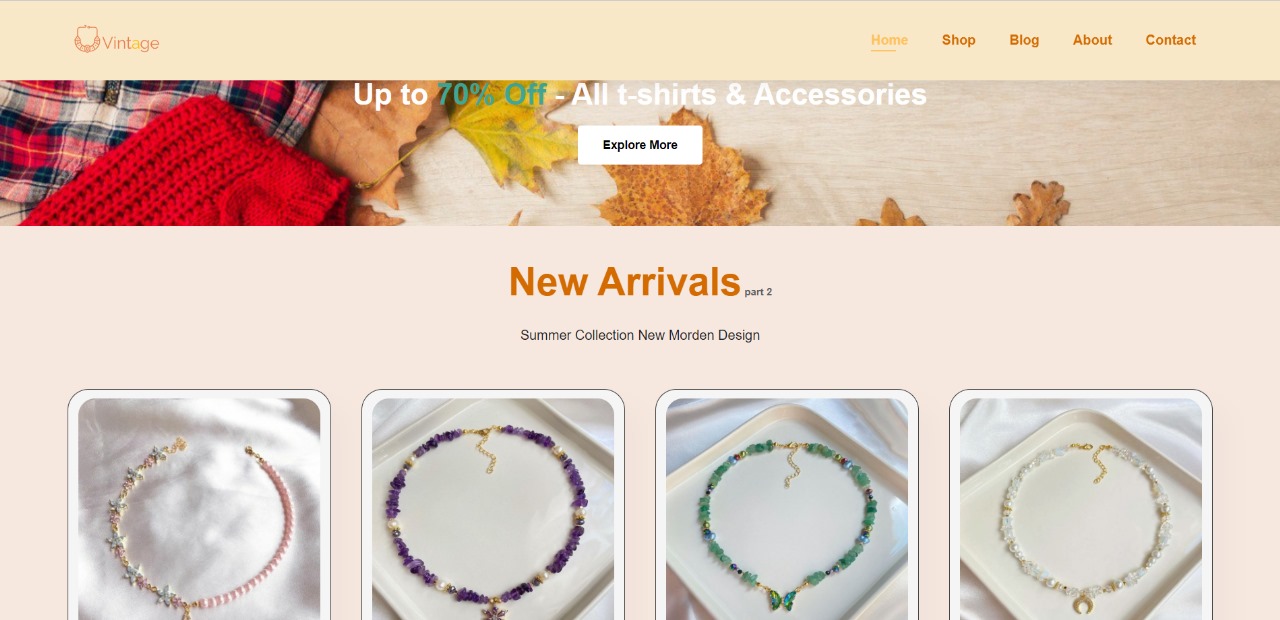 Vintage
Home Shop Blog About Contact
Up to 70% Off - All t-shirts & Accessories
Explore More
New Arrivals part 2
Summer Collection New Morden Design